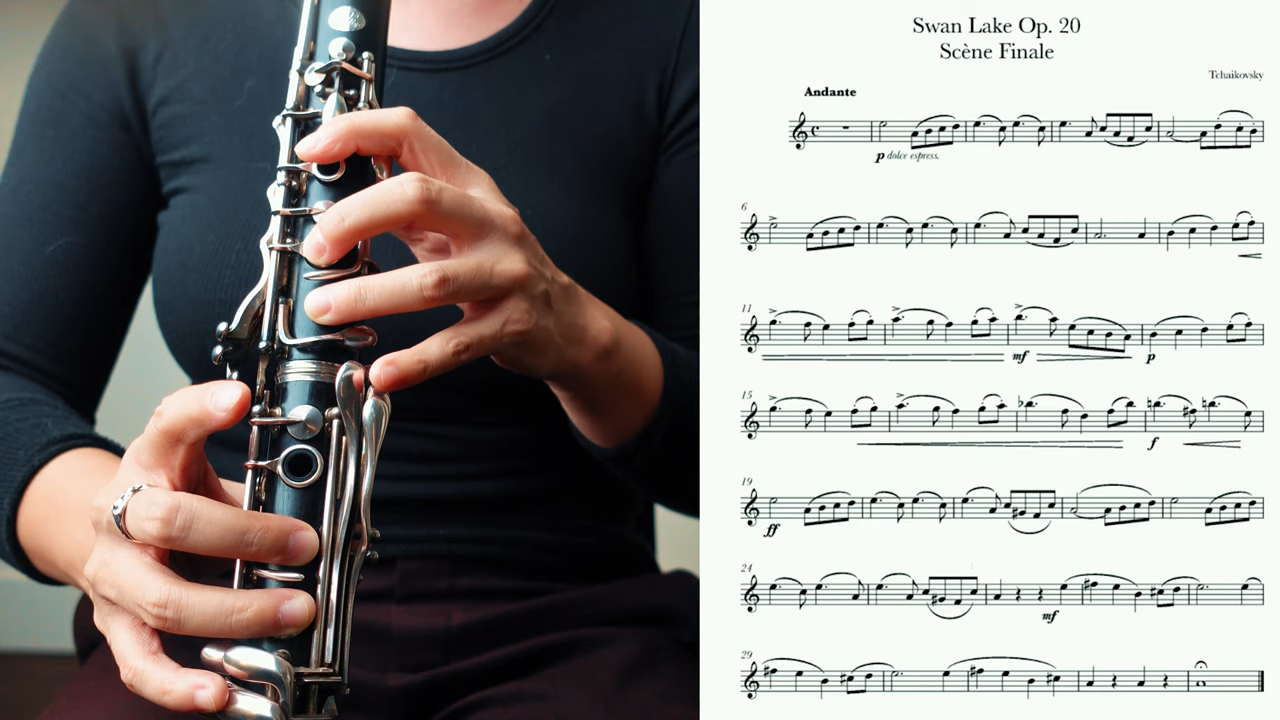 Swan Lake Op. 20
Scène Finale
Tchaikovsky
Andante
p dolce espress.
6
11
mf
p
15
f
19
ff
24
mf
29